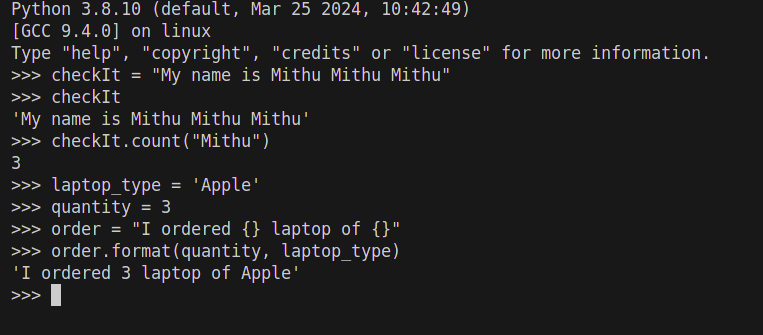 Python 3.8.10 (default, Mar 25 2024, 10:42:49)
[GCC 9.4.0] on linux
Type "help", "copyright", "credits" or "license" for more information.
>>> checkIt = "My name is Mithu Mithu Mithu"
>>> checkIt
'My name is Mithu Mithu Mithu'
>>> checkIt.count("Mithu")
3
>>> laptop_type = 'Apple'
>>> quantity = 3
>>> order = "I ordered {} laptop of {}"
>>> order.format(quantity, laptop_type)
'I ordered 3 laptop of Apple'
>>>